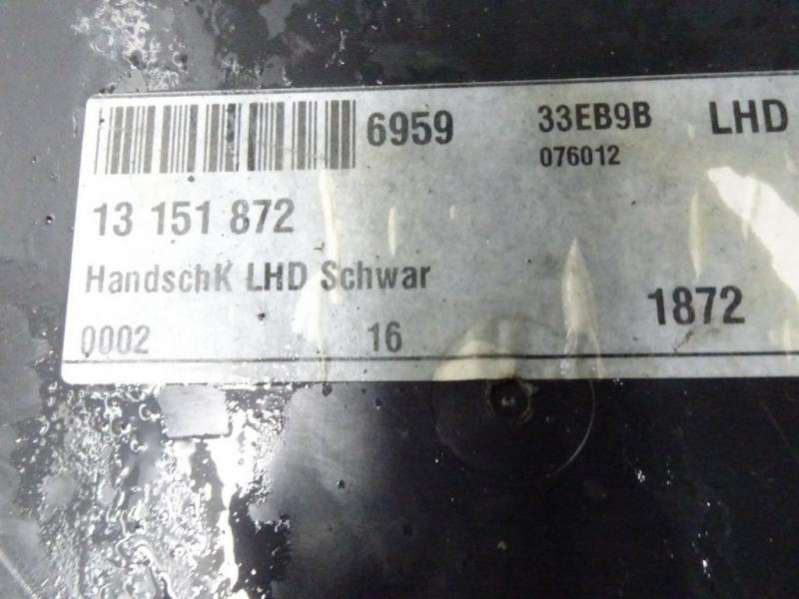 6959 33EB9B LHD
076012
13 151 872
HandschK LHD Schwar
1872
0002 16